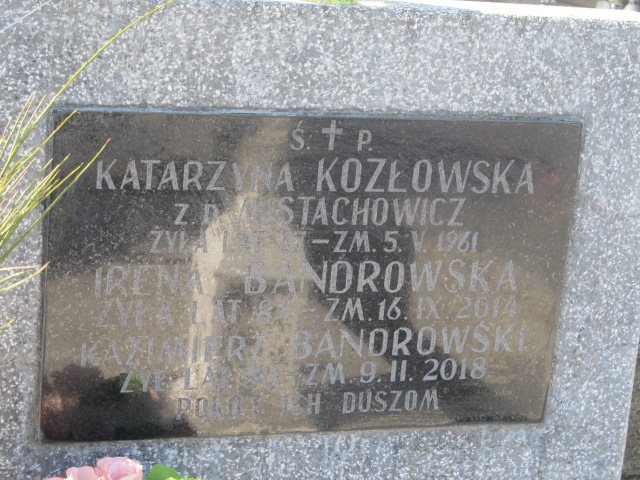 Ś. † P.
KATARZYNA KOZŁOWSKA
Z D.
ŻYŁA LAT - ZM. 5. V 1961
IRENA BANDROWSKA
ŻYŁA LAT - ZM. 16. IX. 2014
KAZIMIERZ BANDROWSKI
ŻYŁ LAT 90 - ZM. 9. 11. 2018
POKÓJ ICH DUSZOM